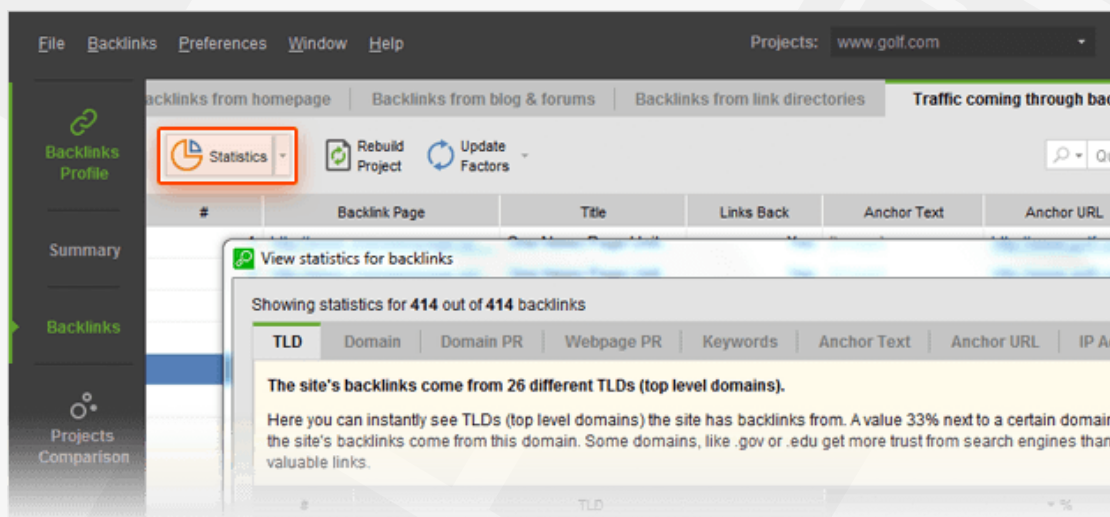 File Backlinks Preferences Window Help Projects: www.golf.com
acklinks from homepage Backlinks from blog & forums Backlinks from link directories Traffic coming through bac
Backlinks Profile
Statistics
Rebuild Project
Update Factors
Qu
# Backlink Page Title Links Back Anchor Text Anchor URL
Summary
View statistics for backlinks
Showing statistics for 414 out of 414 backlinks
Backlinks
TLD Domain Domain PR Webpage PR Keywords Anchor Text Anchor URL IP A
The site's backlinks come from 26 different TLDs (top level domains).
Here you can instantly see TLDs (top level domains) the site has backlinks from. A value 33% next to a certain domain
the site's backlinks come from this domain. Some domains, like .gov or .edu get more trust from search engines than
valuable links.
Projects Comparison
# TLD %